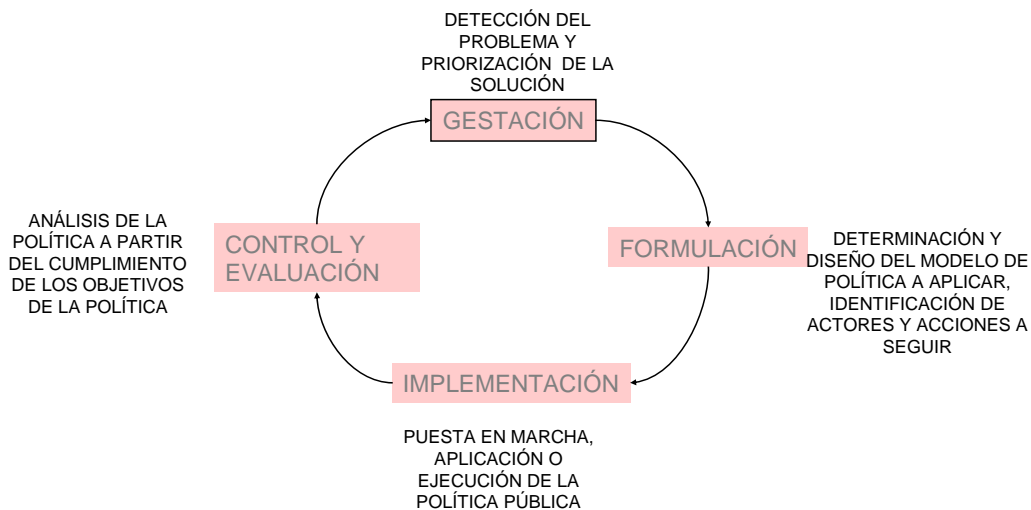 DETECCIÓN DEL
PROBLEMA Y
PRIORIZACIÓN DE LA
SOLUCIÓN
GESTACIÓN
FORMULACIÓN
DETERMINACIÓN Y
DISEÑO DEL MODELO DE
POLÍTICA A APLICAR,
IDENTIFICACIÓN DE
ACTORES Y ACCIONES A
SEGUIR
IMPLEMENTACIÓN
PUESTA EN MARCHA,
APLICACIÓN O
EJECUCIÓN DE LA
POLÍTICA PÚBLICA
CONTROL Y
EVALUACIÓN
ANÁLISIS DE LA
POLÍTICA A PARTIR
DEL CUMPLIMIENTO
DE LOS OBJETIVOS
DE LA POLÍTICA